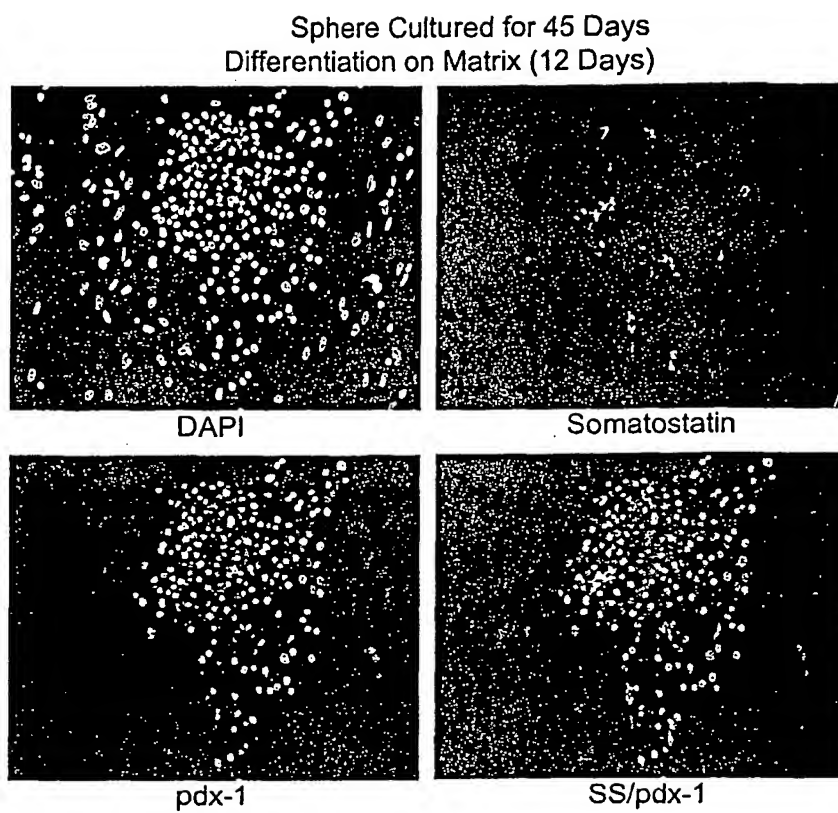 Sphere Cultured for 45 Days
Differentiation on Matrix (12 Days)
DAPI
Somatostatin
pdx-1
SS/pdx-1